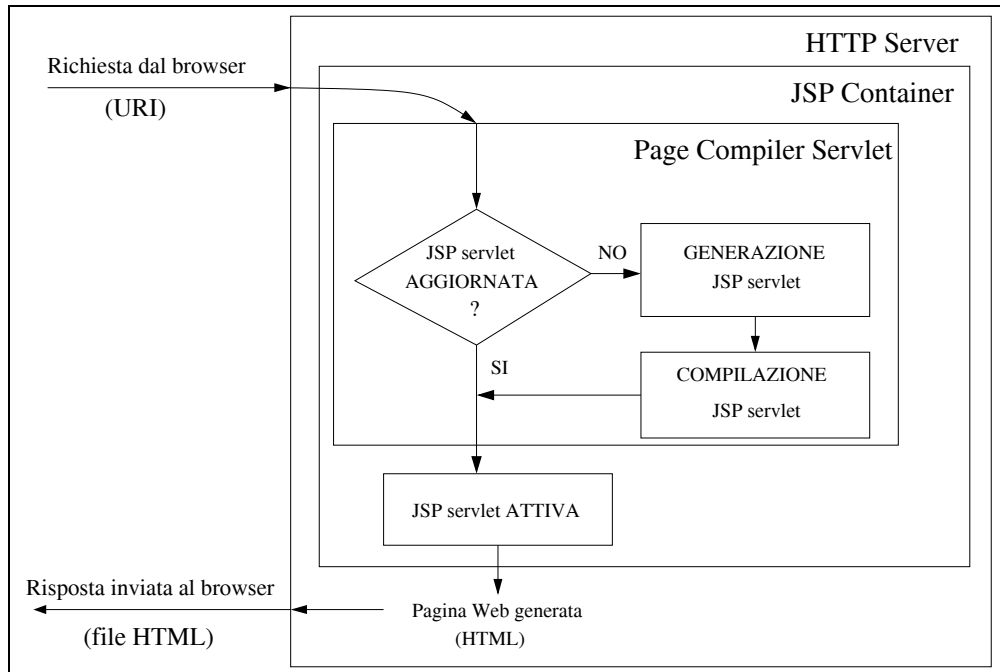 HTTP Server
Richiesta dal browser
(URI)
JSP Container
Page Compiler Servlet
JSP servlet
AGGIORNATA
?
NO
GENERAZIONE
JSP servlet
SI
COMPILAZIONE
JSP servlet
JSP servlet ATTIVA
Risposta inviata al browser
(file HTML)
Pagina Web generata
(HTML)